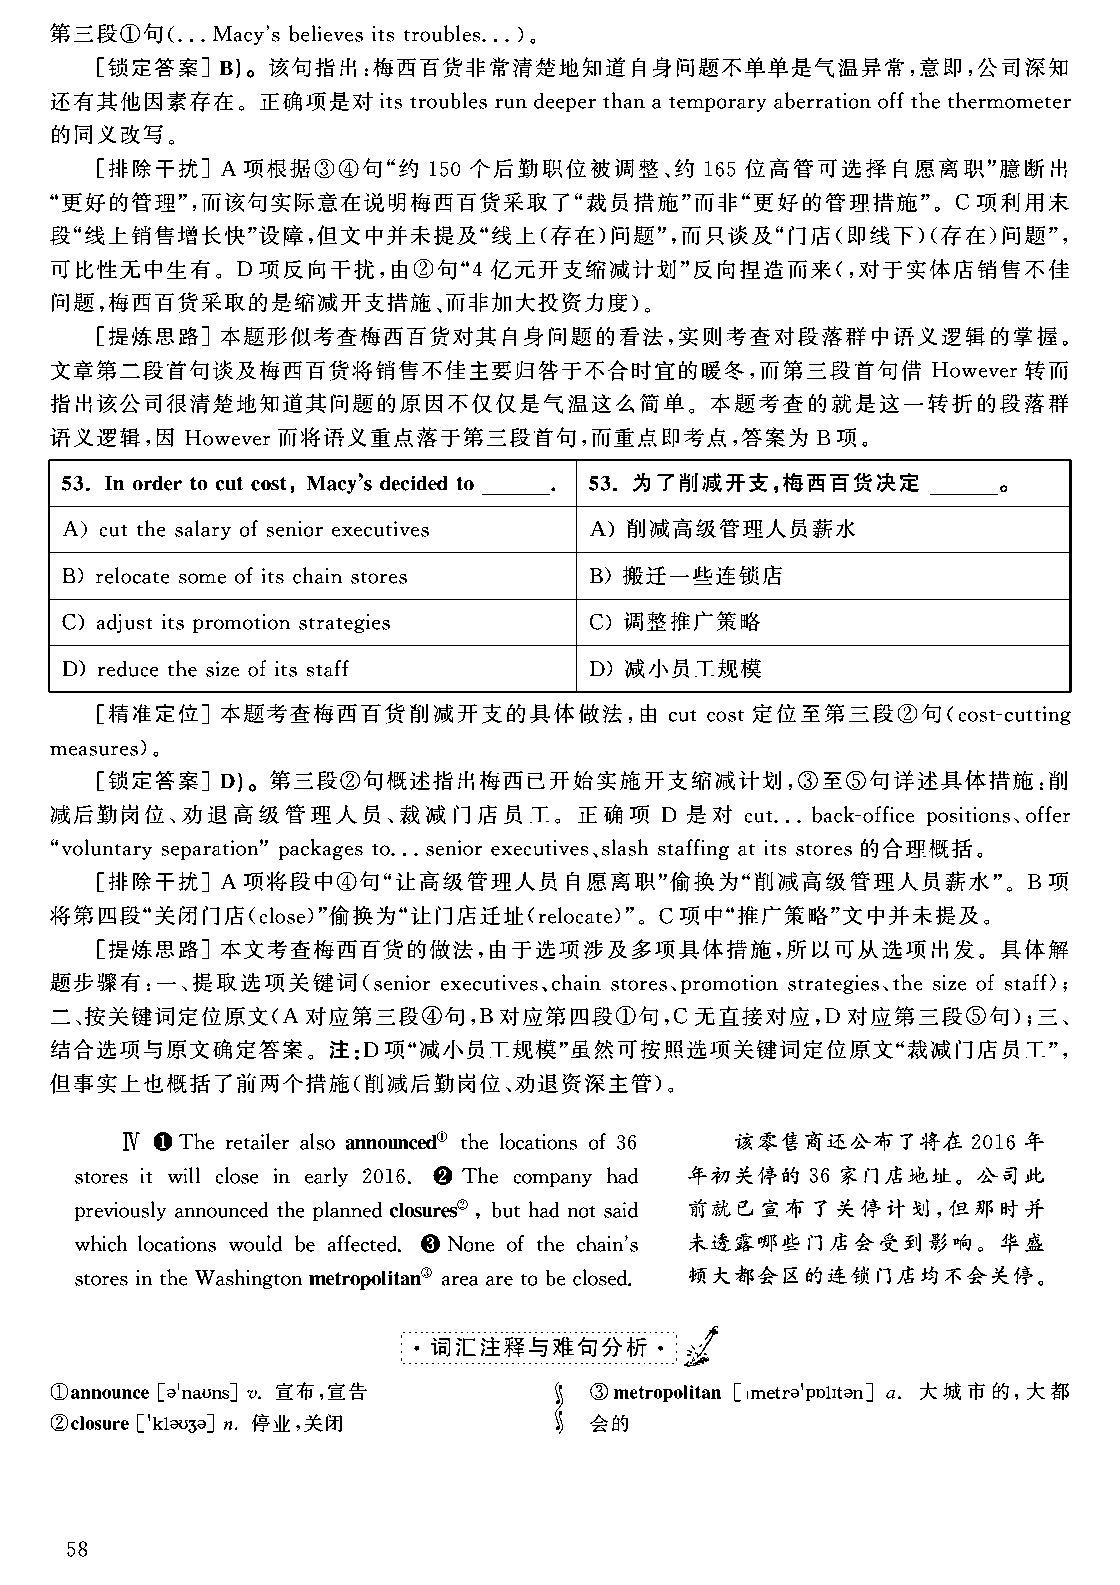 第三段①句(...Macy's believes its troubles...)。
[锁定答案] B)。该句指出:梅西百货非常清楚地知道自身问题不单单是气温异常,意即,公司深知
还有其他因素存在。正确项是对 its troubles run deeper than a temporary aberration off the thermometer
的同义改写。
[排除干扰] A 项根据③④句“约 150 个后勤职位被调整、约 165 位高管可选择自愿离职”臆断出
“更好的管理”,而该句实际意在说明梅西百货采取了“裁员措施”而非“更好的管理措施”。C 项利用末
段“线上销售增长快”设障,但文中并未提及“线上(存在)问题”,而只谈及“门店(即线下)(存在)问题”,
可比性无中生有。D 项反向干扰,由②句“4 亿元开支缩减计划”反向捏造而来(,对于实体店销售不佳
问题,梅西百货采取的是缩减开支措施、而非加大投资力度)。
[提炼思路] 本题形似考查梅西百货对其自身问题的看法,实则考查对段落群中语义逻辑的掌握。
文章第二段首句谈及梅西百货将销售不佳主要归咎于不合时宜的暖冬,而第三段首句借 However 转而
指出该公司很清楚地知道其问题的原因不仅仅是气温这么简单。本题考查的就是这一转折的段落群
语义逻辑,因 However 而将语义重点落于第三段首句,而重点即考点,答案为 B 项。
53. In order to cut cost, Macy's decided to ______.
53. 为了削减开支,梅西百货决定 ______。
A) cut the salary of senior executives
A) 削减高级管理人员薪水
B) relocate some of its chain stores
B) 搬迁一些连锁店
C) adjust its promotion strategies
C) 调整推广策略
D) reduce the size of its staff
D) 减小员工规模
[精准定位] 本题考查梅西百货削减开支的具体做法,由 cut cost 定位至第三段②句(cost-cutting
measures)。
[锁定答案] D)。第三段②句概述指出梅西已开始实施开支缩减计划,③至⑤句详述具体措施:削
减后勤岗位、劝退高级管理人员、裁减门店员工。正确项 D 是对 cut... back-office positions、offer
“voluntary separation” packages to... senior executives、slash staffing at its stores 的合理概括。
[排除干扰] A 项将段中④句“让高级管理人员自愿离职”偷换为“削减高级管理人员薪水”。B 项
将第四段“关闭门店(close)”偷换为“让门店迁址(relocate)”。C 项中“推广策略”文中并未提及。
[提炼思路] 本文考查梅西百货的做法,由于选项涉及多项具体措施,所以可从选项出发。具体解
题步骤有:一、提取选项关键词(senior executives、chain stores、promotion strategies、the size of staff);
二、按关键词定位原文(A 对应第三段④句,B 对应第四段①句,C 无直接对应,D 对应第三段⑤句);三、
结合选项与原文确定答案。注:D 项“减小员工规模”虽然可按照选项关键词定位原文“裁减门店员工”,
但事实上也概括了前两个措施(削减后勤岗位、劝退资深主管)。
Ⅳ ❶ The retailer also announced① the locations of 36
stores it will close in early 2016. ❷ The company had
previously announced the planned closures②, but had not said
which locations would be affected. ❸ None of the chain's
stores in the Washington metropolitan③ area are to be closed.
该零售商还公布了将在 2016 年
年初关停的 36 家门店地址。公司此
前就已宣布了关停计划,但那时并
未透露哪些门店会受到影响。华盛
顿大都会区的连锁门店均不会关停。
·词汇注释与难句分析·
①announce [ə'naʊns] v. 宣布,宣告
②closure ['kləʊʒə] n. 停业,关闭
③metropolitan [ˌmetrə'pɒlɪtən] a. 大城市的,大都
会的
58